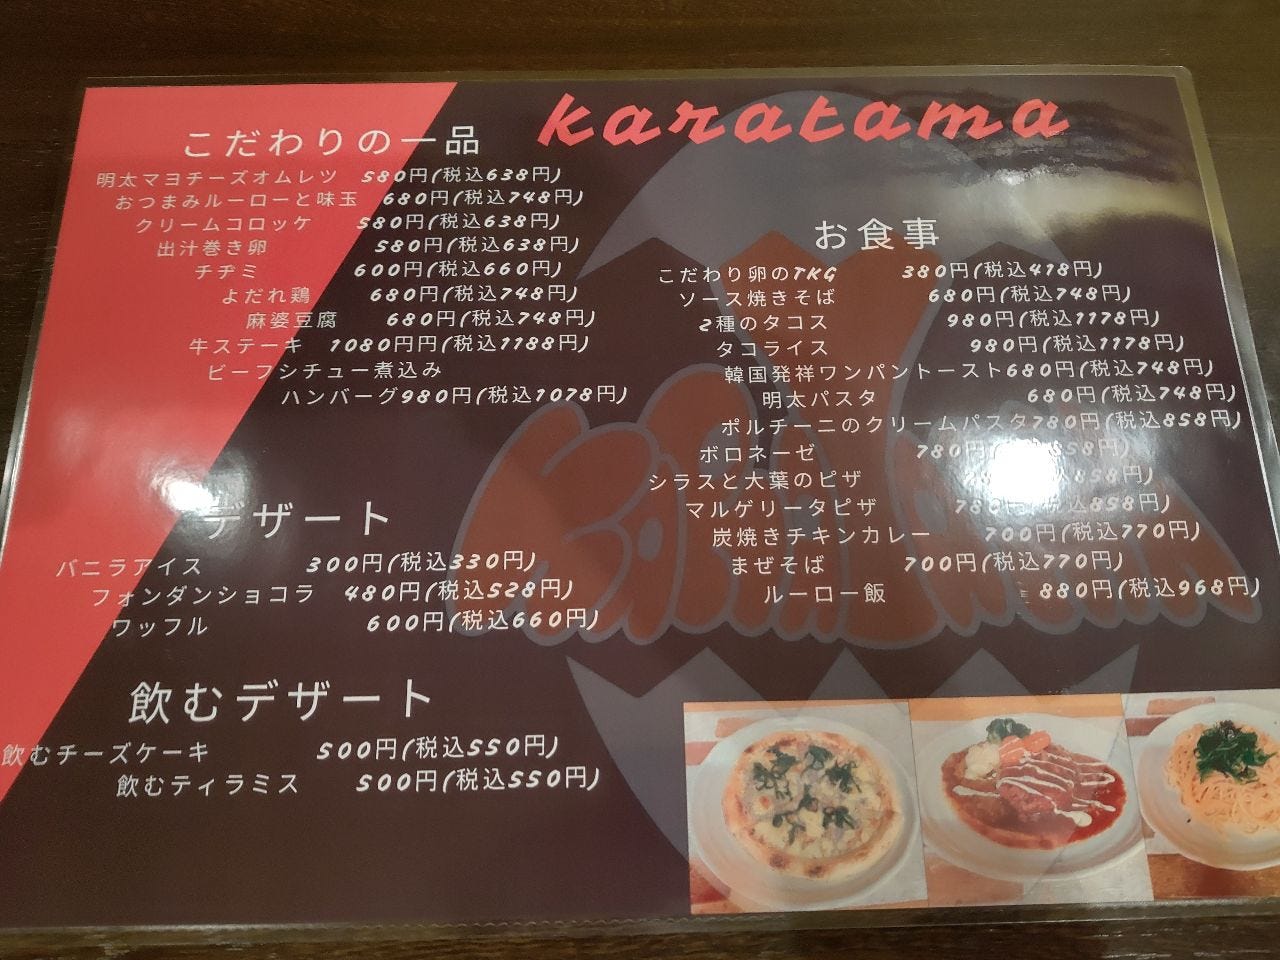 karatama
こだわりの一品
明太マヨチーズオムレツ 580円(税込638円)
おつまみルーローと味玉 680円(税込748円)
クリームコロッケ 580円(税込638円)
出汁巻き卵 580円(税込638円)
チヂミ 600円(税込660円)
よだれ鶏 680円(税込748円)
麻婆豆腐 680円(税込748円)
牛ステーキ 1080円円(税込1188円)
ビーフシチュー煮込み
ハンバーグ980円(税込1078円)
デザート
バニラアイス 300円(税込330円)
フォンダンショコラ 480円(税込528円)
ワッフル 600円(税込660円)
飲むデザート
飲むチーズケーキ 500円(税込550円)
飲むティラミス 500円(税込550円)
お食事
こだわり卵のTKG 380円(税込418円)
ソース焼きそば 680円(税込748円)
2種のタコス 980円(税込1178円)
タコライス 980円(税込1178円)
韓国発祥ワンパントースト680円(税込748円)
明太パスタ 680円(税込748円)
ポルチーニのクリームパスタ780円(税込858円)
ボロネーゼ 780円(税込858円)
シラスと大葉のピザ 858円)
マルゲリータピザ 780円(税込858円)
炭焼きチキンカレー 700円(税込770円)
まぜそば 700円(税込770円)
ルーロー飯 880円(税込968円)